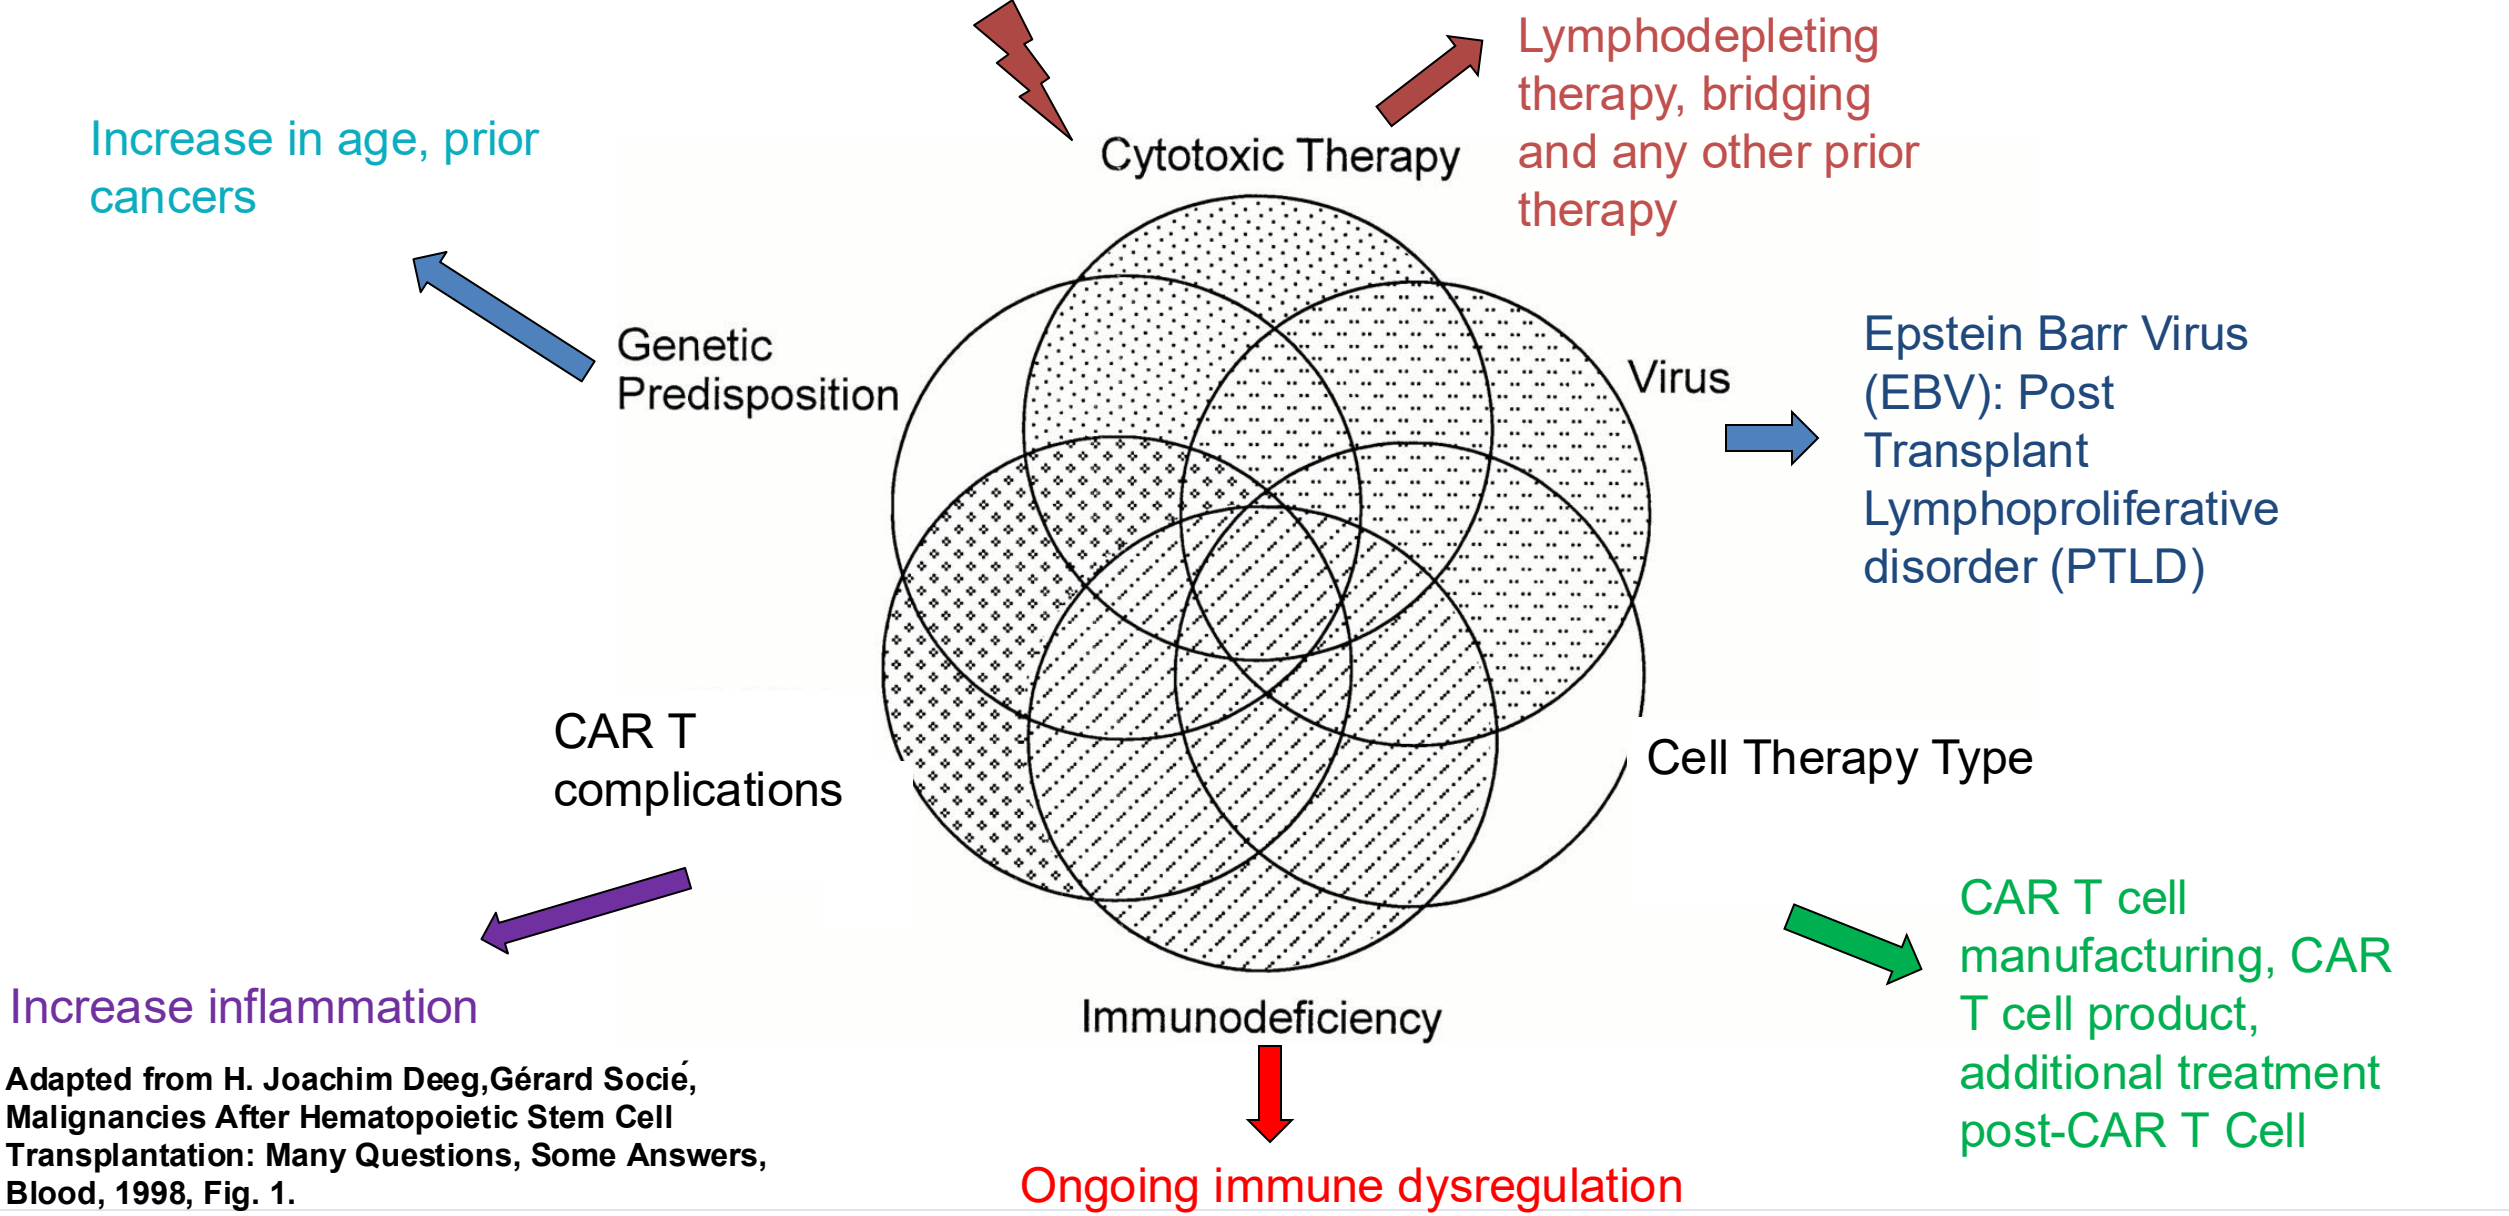 Lymphodepleting
therapy, bridging
and any other prior
therapy
Increase in age, prior
cancers
Cytotoxic Therapy
Genetic
Predisposition
Virus
Epstein Barr Virus
(EBV): Post
Transplant
Lymphoproliferative
disorder (PTLD)
CAR T
complications
Cell Therapy Type
CAR T cell
manufacturing, CAR
T cell product,
additional treatment
post-CAR T Cell
Increase inflammation
Immunodeficiency
Ongoing immune dysregulation
Adapted from H. Joachim Deeg,Gérard Socié,
Malignancies After Hematopoietic Stem Cell
Transplantation: Many Questions, Some Answers,
Blood, 1998, Fig. 1.